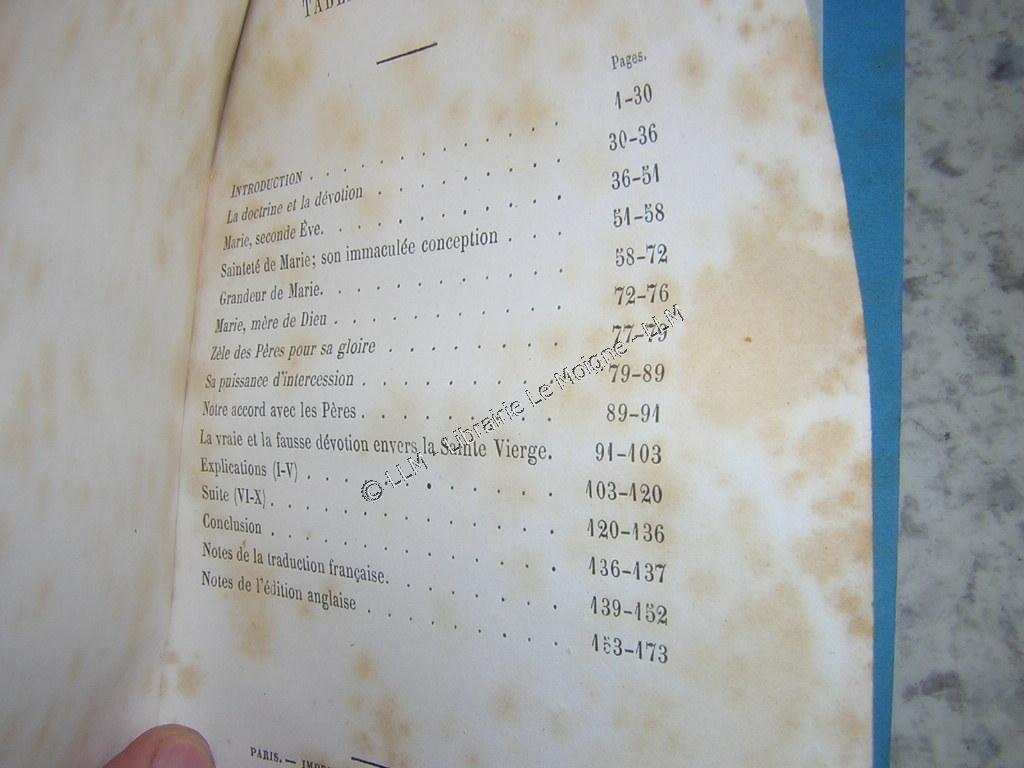 Pages.
INTRODUCTION . . . . . . . . . . . . 1-30
La doctrine et la dévotion . . . . . . . . . 30-36
Marie, seconde Ève. . . . . . . . . . . 36-51
Sainteté de Marie; son immaculée conception . . . 51-58
Grandeur de Marie. . . . . . . . . . . 58-72
Marie, mère de Dieu . . . . . . . . . . 72-76
Zèle des Pères pour sa gloire . . . . . . . . 77-79
Sa puissance d'intercession . . . . . . . . . 79-89
Notre accord avec les Pères . . . . . . . . . 89-91
La vraie et la fausse dévotion envers la Sainte Vierge. 91-103
Explications (I-V) . . . . . . . . . . . 103-120
Suite (VI-X) . . . . . . . . . . . . . 120-136
Conclusion . . . . . . . . . . . . . 136-137
Notes de la traduction française. . . . . . . . 139-152
Notes de l'édition anglaise . . . . . . . . . 153-173
PARIS. —
© LLM - Librairie Le Moigne - LLM